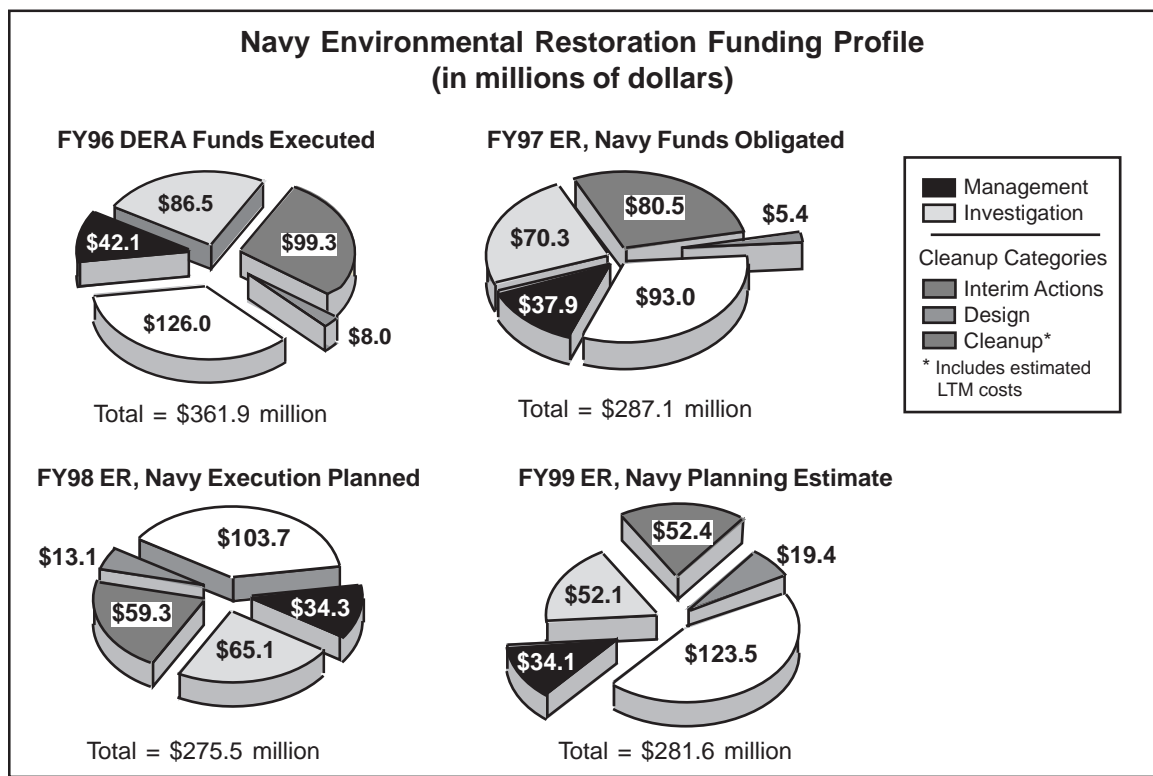 Navy Environmental Restoration Funding Profile
(in millions of dollars)
FY96 DERA Funds Executed
$86.5
$42.1
$99.3
$126.0
$8.0
Total = $361.9 million
FY97 ER, Navy Funds Obligated
$80.5
$5.4
$70.3
$37.9
$93.0
Total = $287.1 million
Management
Investigation
Cleanup Categories
Interim Actions
Design
Cleanup*
* Includes estimated
LTM costs
FY98 ER, Navy Execution Planned
$103.7
$13.1
$59.3
$34.3
$65.1
Total = $275.5 million
FY99 ER, Navy Planning Estimate
$52.4
$19.4
$52.1
$34.1
$123.5
Total = $281.6 million